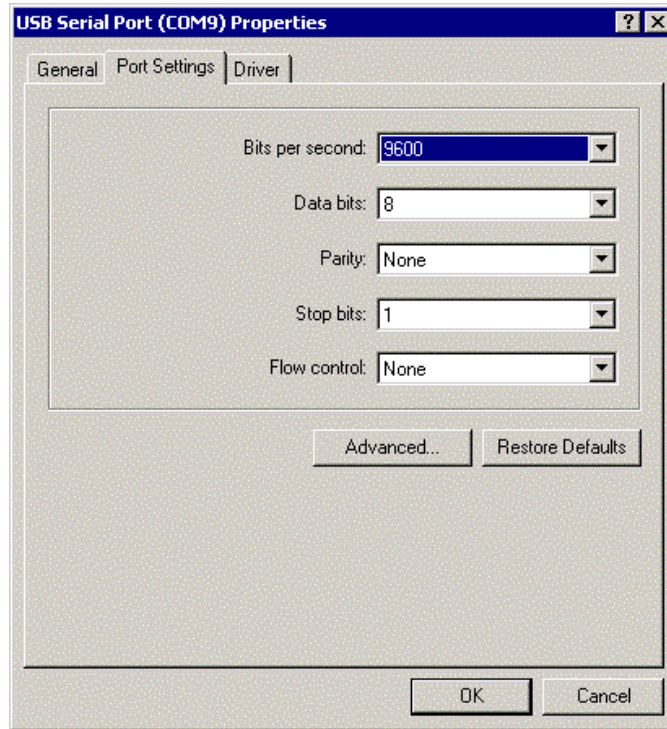 USB Serial Port (COM9) Properties ? X
General Port Settings Driver
Bits per second: 9600
Data bits: 8
Parity: None
Stop bits: 1
Flow control: None
Advanced... Restore Defaults
OK Cancel